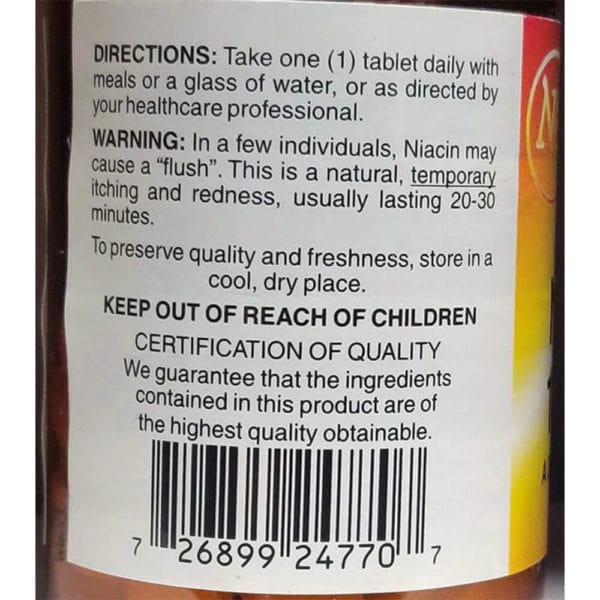 DIRECTIONS: Take one (1) tablet daily with
meals or a glass of water, or as directed by
your healthcare professional.
WARNING: In a few individuals, Niacin may
cause a “flush”. This is a natural, temporary
itching and redness, usually lasting 20-30
minutes.
To preserve quality and freshness, store in a
cool, dry place.
KEEP OUT OF REACH OF CHILDREN
CERTIFICATION OF QUALITY
We guarantee that the ingredients
contained in this product are of
the highest quality obtainable.
7 26899 24770 7